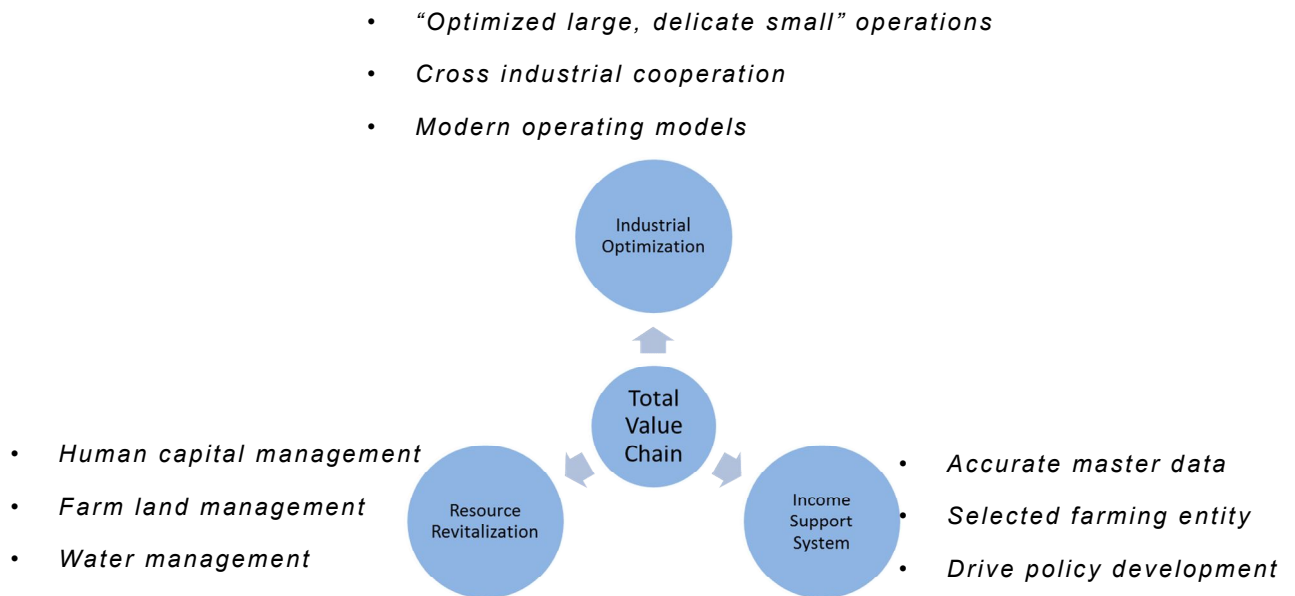 • “Optimized large, delicate small” operations
• Cross industrial cooperation
• Modern operating models
Industrial
Optimization
Total
Value
Chain
• Human capital management
• Farm land management
• Water management
Resource
Revitalization
Income
Support
System
• Accurate master data
• Selected farming entity
• Drive policy development